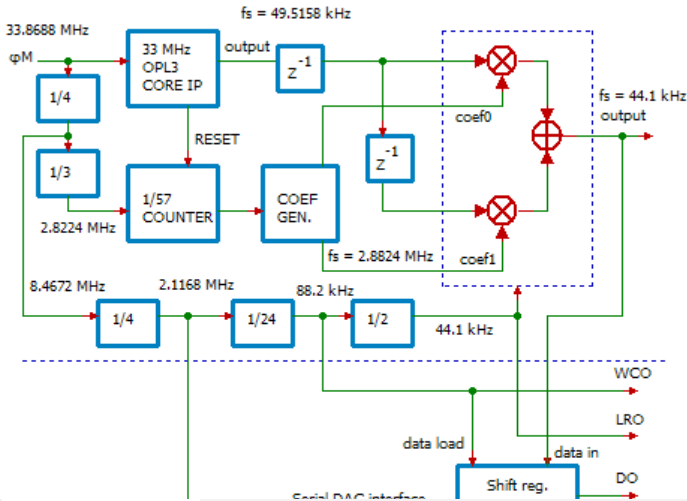 fs = 49.5158 kHz
33.8688 MHz
φM
33 MHz
OPL3
CORE IP
output
Z-1
1/4
fs = 44.1 kHz
output
coef0
RESET
1/3
Z-1
1/57
COUNTER
COEF
GEN.
2.8224 MHz
fs = 2.8824 MHz
coef1
8.4672 MHz
2.1168 MHz
88.2 kHz
1/4
1/24
1/2
44.1 kHz
WCO
LRO
data load
data in
DO
Shift reg.
Serial DAC interface